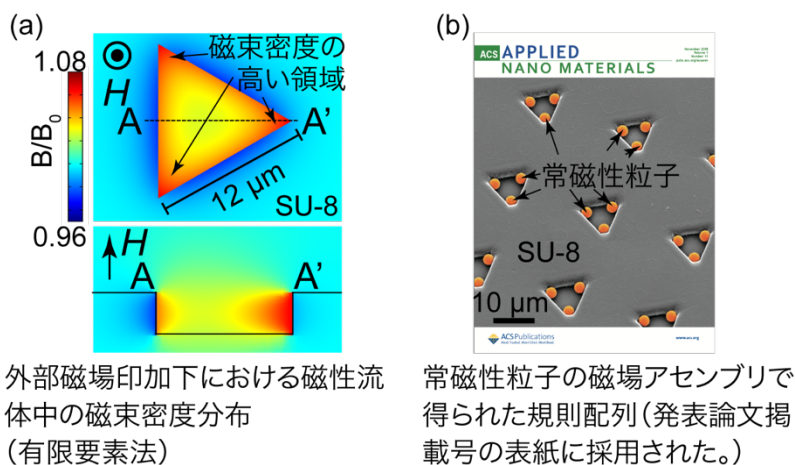 (a)
磁束密度の
高い領域
1.08
H
A
A'
B/B0
12 μm
SU-8
0.96
H
A
A'
外部磁場印加下における磁性流
体中の磁束密度分布
（有限要素法）
(b)
ACS APPLIED
NANO MATERIALS
常磁性粒子
SU-8
10 μm
ACSPublications
www.acs.org
常磁性粒子の磁場アセンブリで
得られた規則配列（発表論文掲
載号の表紙に採用された。）